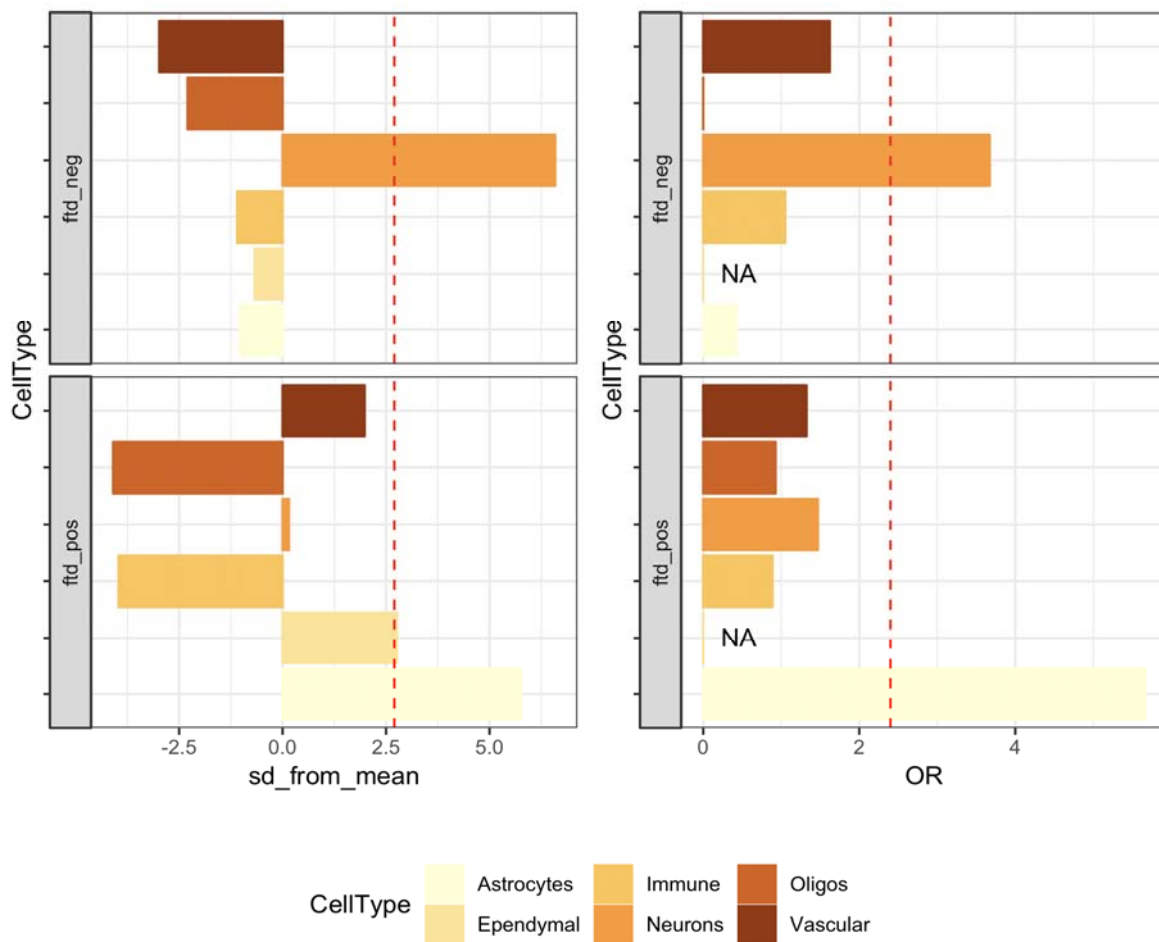 CellType
ftd_neg
ftd_pos
-2.5 0.0 2.5 5.0
sd_from_mean
CellType
ftd_neg
NA
ftd_pos
NA
0 2 4
OR
CellType
Astrocytes Immune Oligos
Ependymal Neurons Vascular